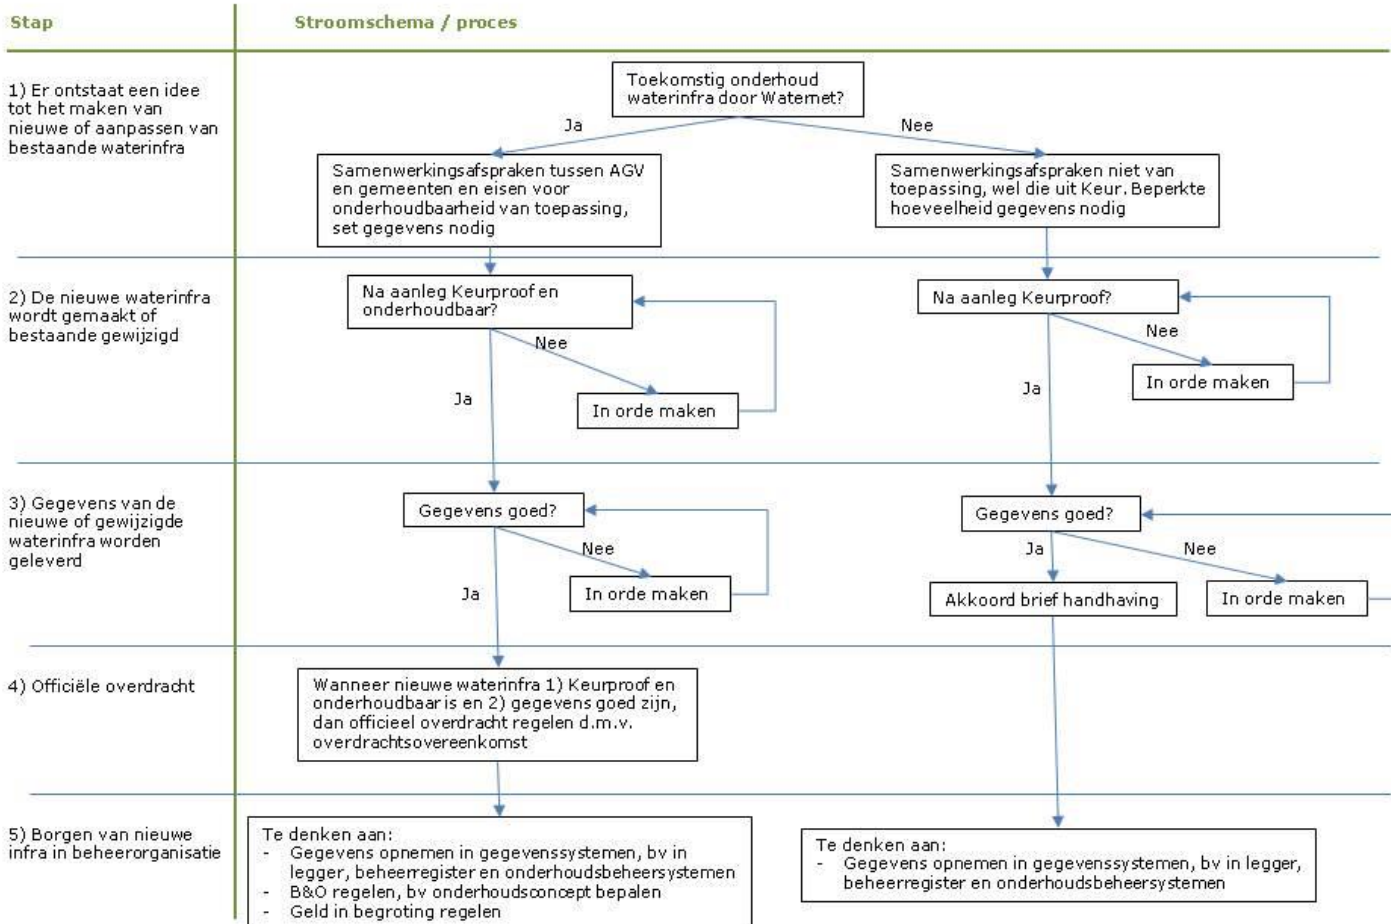 Stap
Stroomschema / proces
1) Er ontstaat een idee
tot het maken van
nieuwe of aanpassen van
bestaande waterinfra
Toekomstig onderhoud
waterinfra door Waternet?
Ja
Nee
Samenwerkingsafspraken tussen AGV
en gemeenten en eisen voor
onderhoudbaarheid van toepassing,
set gegevens nodig
Samenwerkingsafspraken niet van
toepassing, wel die uit Keur. Beperkte
hoeveelheid gegevens nodig
2) De nieuwe waterinfra
wordt gemaakt of
bestaande gewijzigd
Na aanleg Keurproof en
onderhoudbaar?
Nee
Ja
In orde maken
Na aanleg Keurproof?
Nee
Ja
In orde maken
3) Gegevens van de
nieuwe of gewijzigde
waterinfra worden
geleverd
Gegevens goed?
Nee
Ja
In orde maken
Gegevens goed?
Ja
Nee
Akkoord brief handhaving
In orde maken
4) Officiële overdracht
Wanneer nieuwe waterinfra 1) Keurproof en
onderhoudbaar is en 2) gegevens goed zijn,
dan officieel overdracht regelen d.m.v.
overdrachtsovereenkomst
5) Borgen van nieuwe
infra in beheerorganisatie
Te denken aan:
- Gegevens opnemen in gegevenssystemen, bv in
legger, beheerregister en onderhoudsbeheersystemen
- B&O regelen, bv onderhoudsconcept bepalen
- Geld in begroting regelen
Te denken aan:
- Gegevens opnemen in gegevenssystemen, bv in legger,
beheerregister en onderhoudsbeheersystemen